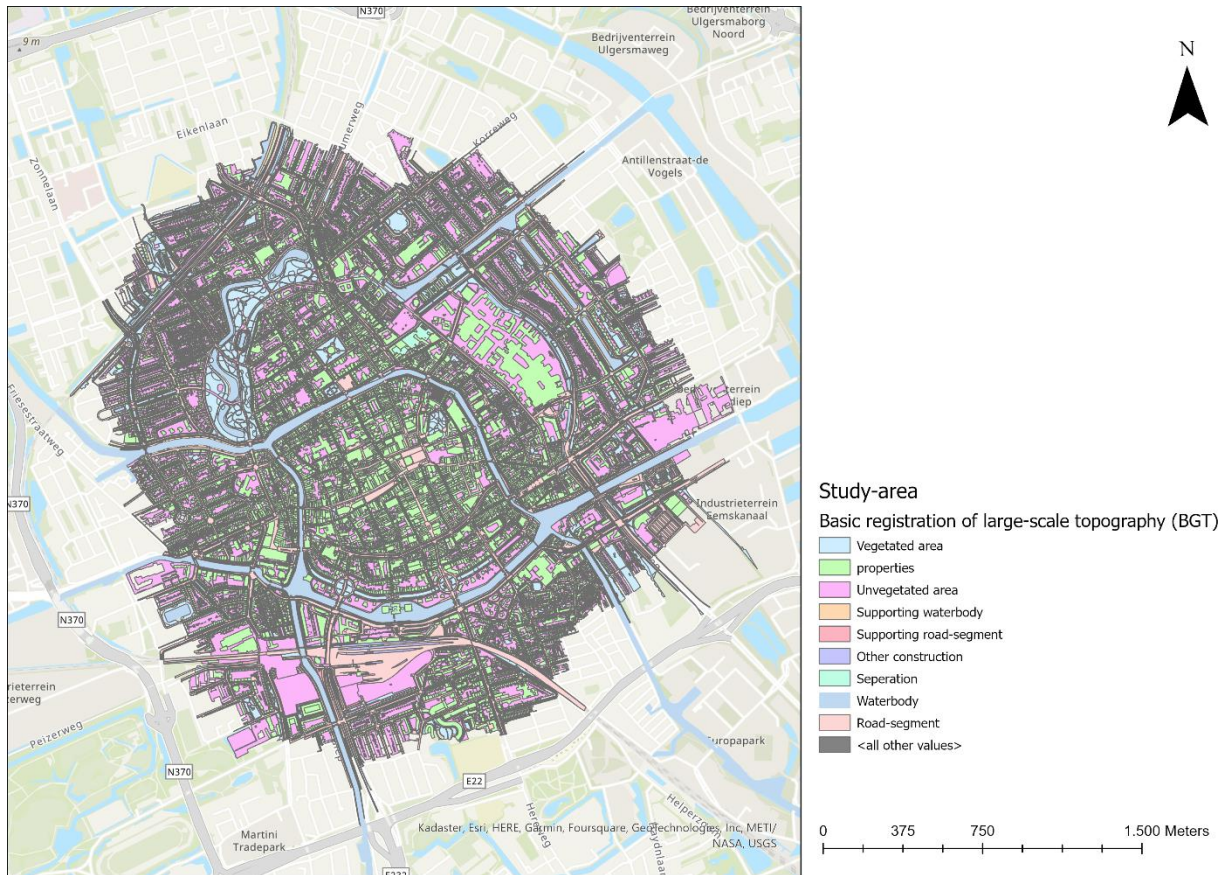 N370
9 m
Bedrijventerrein
Ulgersmaborg
Noord
Bedrijventerrein
Ulgersmaweg
N
Eikenlaan
Korreweg
Zonnelaan
Antillenstraat-de
Vogels
Friesestraatweg
N370
Industrieterrein
Eemskanaal
N370
Peizerweg
N370
Europapark
E22
Helperzoom
Martini
Tradepark
Kadaster, Esri, HERE, Garmin, Foursquare, GeoTechnologies, Inc, METI/
NASA, USGS
E232
Study-area
Basic registration of large-scale topography (BGT)
Vegetated area
properties
Unvegetated area
Supporting waterbody
Supporting road-segment
Other construction
Seperation
Waterbody
Road-segment
<all other values>
0 375 750 1.500 Meters